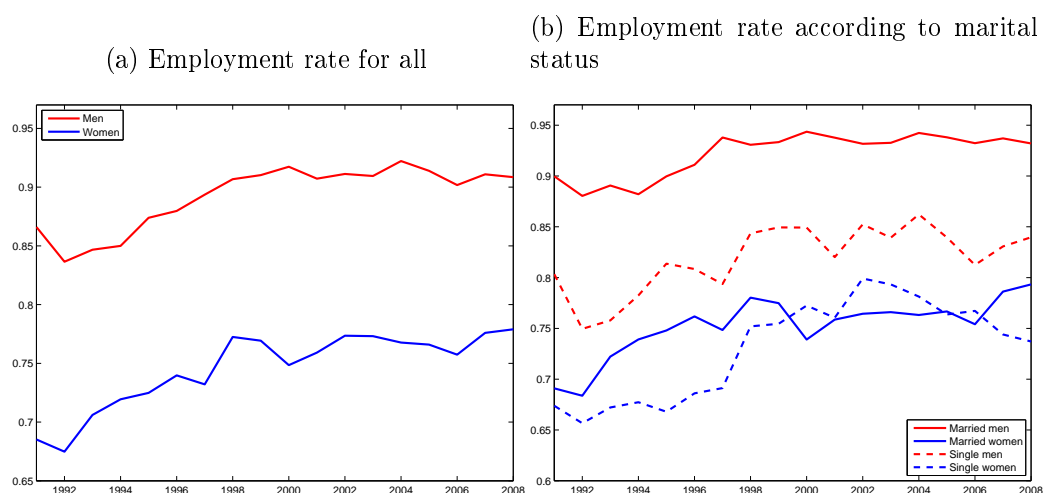 (a) Employment rate for all
(b) Employment rate according to marital
status
Men
Women
0.95
0.9
0.85
0.8
0.75
0.7
0.65
1992 1994 1996 1998 2000 2002 2004 2006 2008
0.95
0.9
0.85
0.8
0.75
0.7
0.65
0.6
Married men
Married women
Single men
Single women
1992 1994 1996 1998 2000 2002 2004 2006 2008